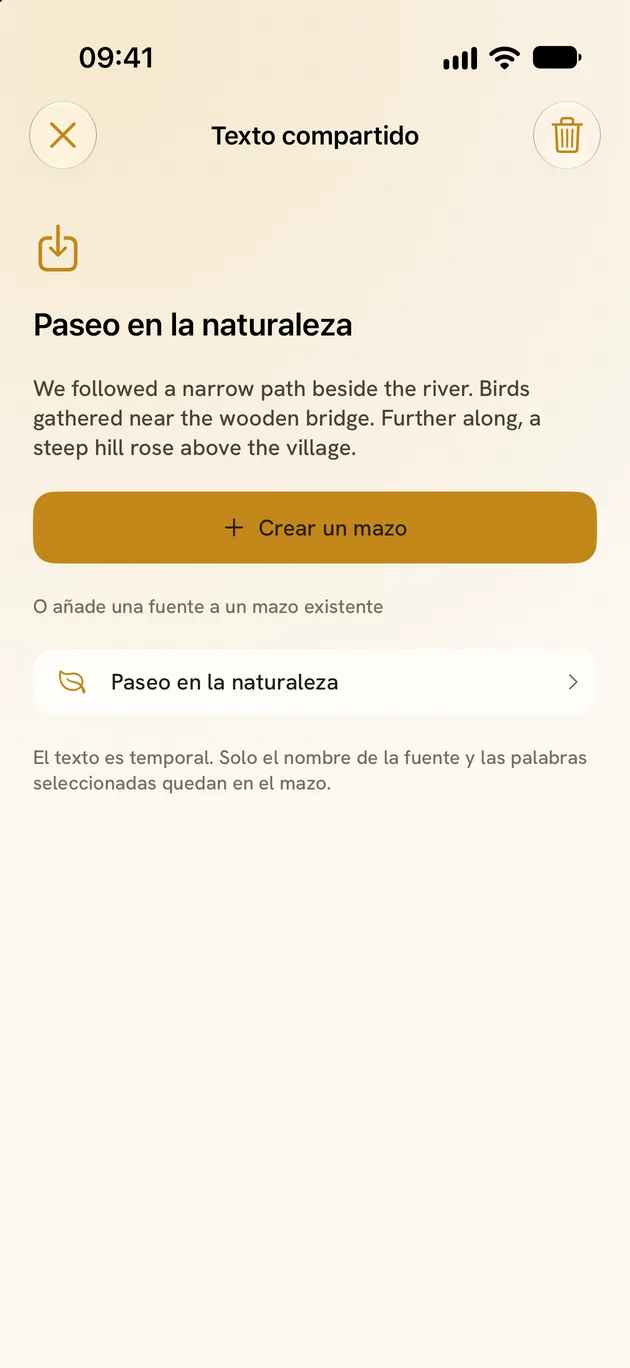 09:41
Texto compartido
Paseo en la naturaleza
We followed a narrow path beside the river. Birds
gathered near the wooden bridge. Further along, a
steep hill rose above the village.
Crear un mazo
O añade una fuente a un mazo existente
Paseo en la naturaleza
El texto es temporal. Solo el nombre de la fuente y las palabras
seleccionadas quedan en el mazo.